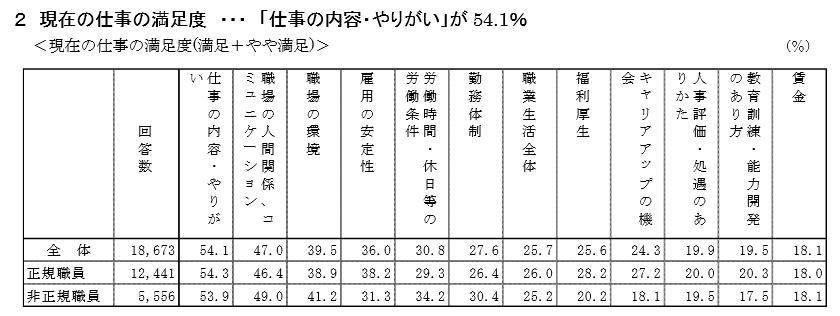 ２ 現在の仕事の満足度 ･･･ 「仕事の内容･やりがい」が 54.1％
＜現在の仕事の満足度(満足＋やや満足)＞ (％)
回答数 仕事の内容・やりがい 職場の人間関係、コミュニケーション 職場の環境 雇用の安定性 労働時間・休日等の労働条件 勤務体制 職業生活全体 福利厚生 キャリアアップの機会 人事評価・処遇のありかた 教育訓練・能力開発のあり方 賃金
全 体 18,673 54.1 47.0 39.5 36.0 30.8 27.6 25.7 25.6 24.3 19.9 19.5 18.1
正規職員 12,441 54.3 46.4 38.9 38.2 29.3 26.4 26.0 28.2 27.2 20.0 20.3 18.0
非正規職員 5,556 53.9 49.0 41.2 31.3 34.2 30.4 25.2 20.2 18.1 19.5 17.5 18.1